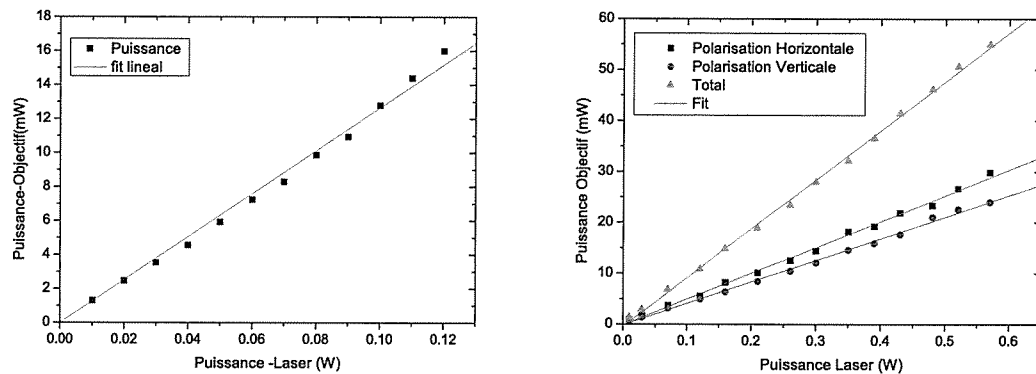 16
14
12
10
8
6
4
2
0
Puissance-Objectif(mW)
Puissance
fit lineal
0.00 0.02 0.04 0.06 0.08 0.10 0.12
Puissance -Laser (W)
60
50
40
30
20
10
0
Puissance Objectif (mW)
Polarisation Horizontale
Polarisation Verticale
Total
Fit
0.0 0.1 0.2 0.3 0.4 0.5 0.6
Puissance Laser (W)